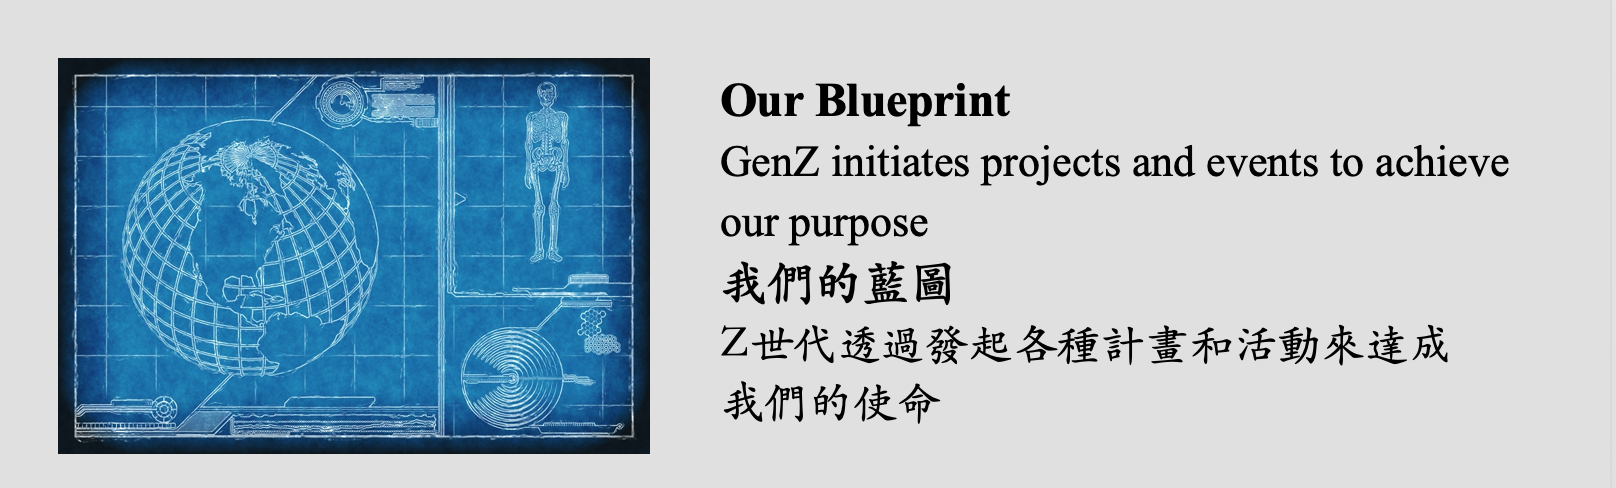 Our Blueprint
GenZ initiates projects and events to achieve
our purpose
我們的藍圖
Z世代透過發起各種計畫和活動來達成
我們的使命